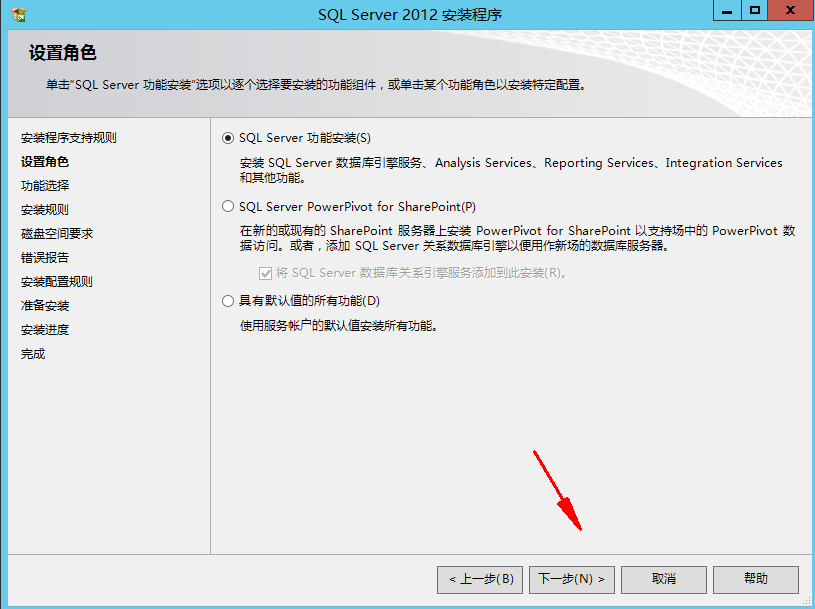 SQL Server 2012 安装程序
设置角色
单击"SQL Server 功能安装"选项以逐个选择要安装的功能组件，或单击某个功能角色以安装特定配置。
安装程序支持规则
设置角色
功能选择
安装规则
磁盘空间要求
错误报告
安装配置规则
准备安装
安装进度
完成
SQL Server 功能安装(S)
安装 SQL Server 数据库引擎服务、Analysis Services、Reporting Services、Integration Services
和其他功能。
SQL Server PowerPivot for SharePoint(P)
在新的或现有的 SharePoint 服务器上安装 PowerPivot for SharePoint 以支持场中的 PowerPivot 数
据访问。或者，添加 SQL Server 关系数据库引擎以便用作新场的数据库服务器。
将 SQL Server 数据库关系引擎服务添加到此安装(R)。
具有默认值的所有功能(D)
使用服务帐户的默认值安装所有功能。
< 上一步(B)
下一步(N) >
取消
帮助